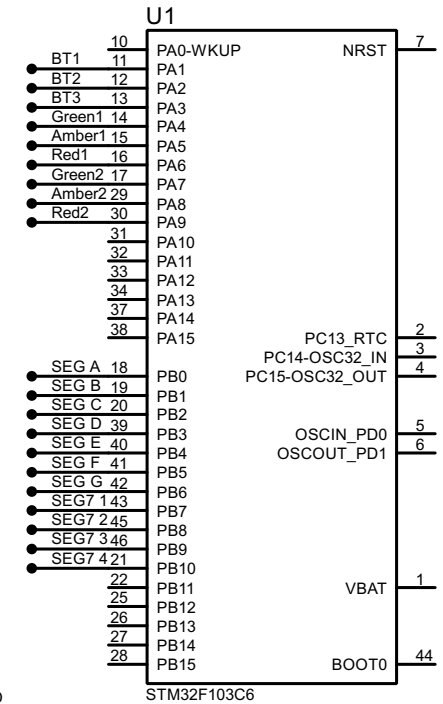 U1
10 PA0-WKUP NRST 7
BT1 11 PA1
BT2 12 PA2
BT3 13 PA3
Green1 14 PA4
Amber1 15 PA5
Red1 16 PA6
Green2 17 PA7
Amber2 29 PA8
Red2 30 PA9
31 PA10
32 PA11
33 PA12
34 PA13
37 PA14
38 PA15 PC13_RTC 2
PC14-OSC32_IN 3
SEG A 18 PB0 PC15-OSC32_OUT 4
SEG B 19 PB1
SEG C 20 PB2
SEG D 39 PB3 OSCIN_PD0 5
SEG E 40 PB4 OSCOUT_PD1 6
SEG F 41 PB5
SEG G 42 PB6
SEG7 1 43 PB7
SEG7 2 45 PB8
SEG7 3 46 PB9
SEG7 4 21 PB10
22 PB11 VBAT 1
25 PB12
26 PB13
27 PB14
28 PB15 BOOT0 44
STM32F103C6